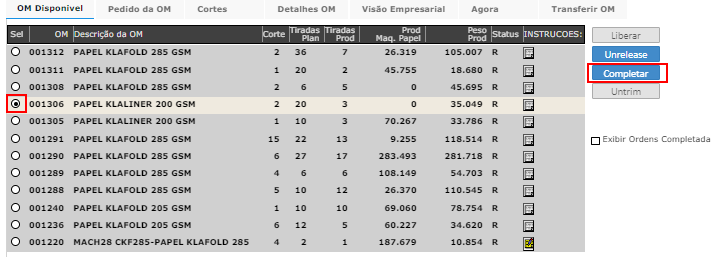 OM Disponível Pedido da OM Cortes Detalhes OM Visão Empresarial Agora Transferir OM
Sel OM Descrição da OM Corte Tiradas Plan Tiradas Prod Prod Maq. Papel Peso Prod Status INSTRUCOES:
001312 PAPEL KLAFOLD 285 GSM 2 36 7 26.319 105.007 R
001311 PAPEL KLAFOLD 285 GSM 1 20 2 45.755 18.680 R
001308 PAPEL KLAFOLD 285 GSM 2 6 5 0 45.695 R
001306 PAPEL KLALINER 200 GSM 2 20 3 0 35.049 R
001305 PAPEL KLALINER 200 GSM 1 10 3 70.267 33.786 R
001291 PAPEL KLAFOLD 285 GSM 15 22 13 9.255 118.514 R
001290 PAPEL KLAFOLD 285 GSM 6 27 17 283.493 281.718 R
001289 PAPEL KLAFOLD 285 GSM 4 6 6 108.149 54.703 R
001288 PAPEL KLAFOLD 285 GSM 5 10 12 26.370 110.545 R
001240 PAPEL KLAFOLD 205 GSM 1 10 10 69.060 78.754 R
001236 PAPEL KLAFOLD 205 GSM 6 12 5 60.227 34.620 R
001220 MACH28 CKF285-PAPEL KLAFOLD 285 4 2 1 187.679 10.854 R
Liberar
Unrelease
Completar
Untrim
Exibir Ordens Completada